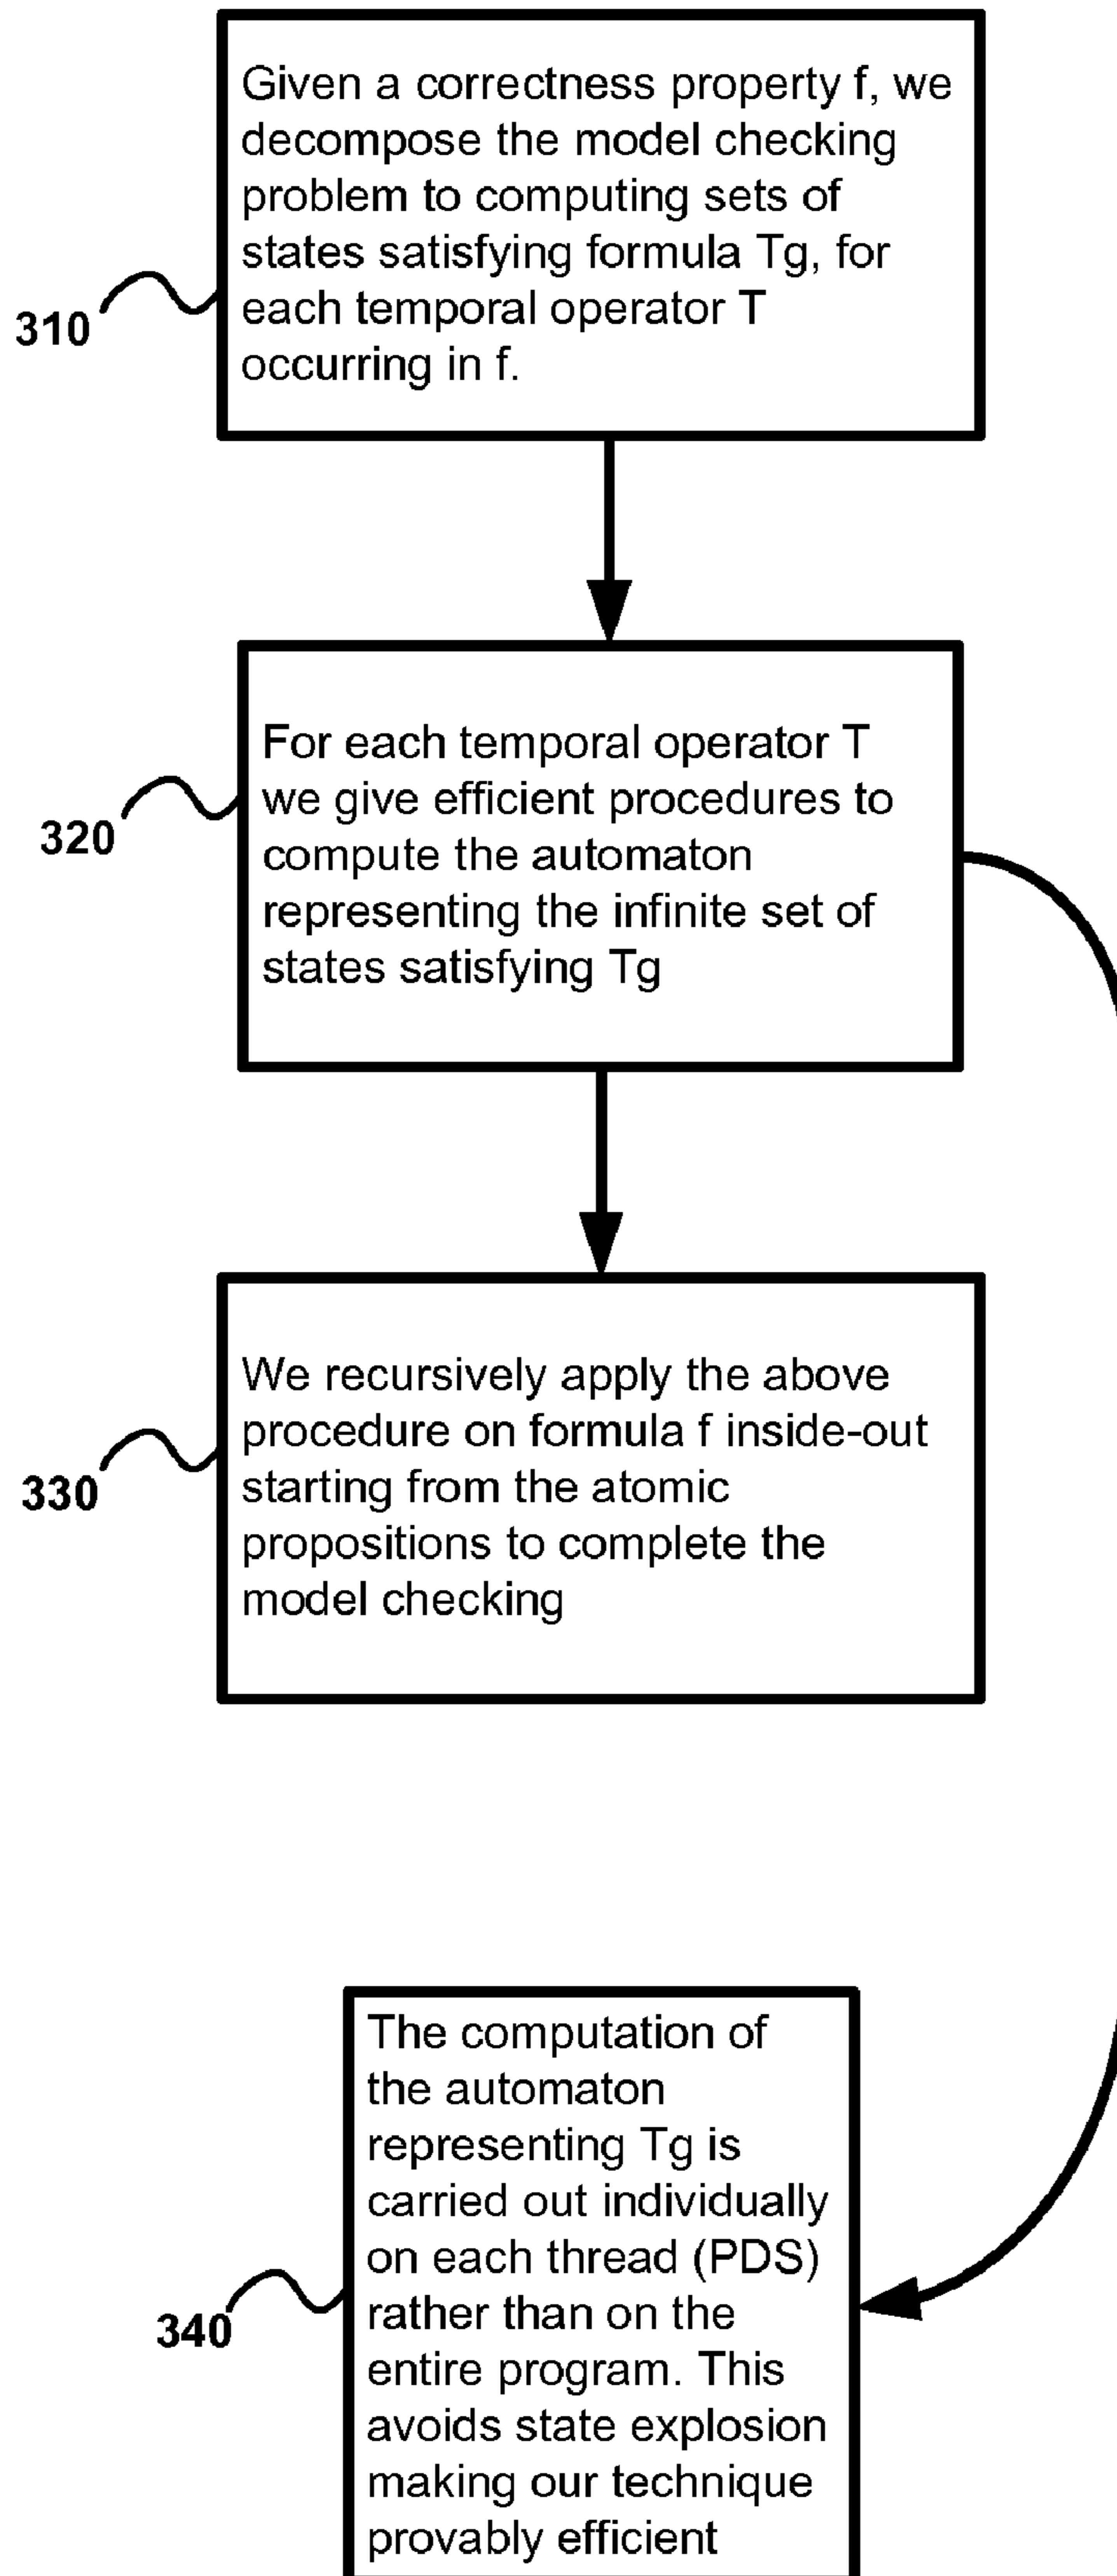 Given a correctness property f, we
decompose the model checking
problem to computing sets of
states satisfying formula Tg, for
each temporal operator T
occurring in f.
310
For each temporal operator T
we give efficient procedures to
compute the automaton
representing the infinite set of
states satisfying Tg
320
We recursively apply the above
procedure on formula f inside-out
starting from the atomic
propositions to complete the
model checking
330
The computation of
the automaton
representing Tg is
carried out individually
on each thread (PDS)
rather than on the
entire program. This
avoids state explosion
making our technique
provably efficient
340